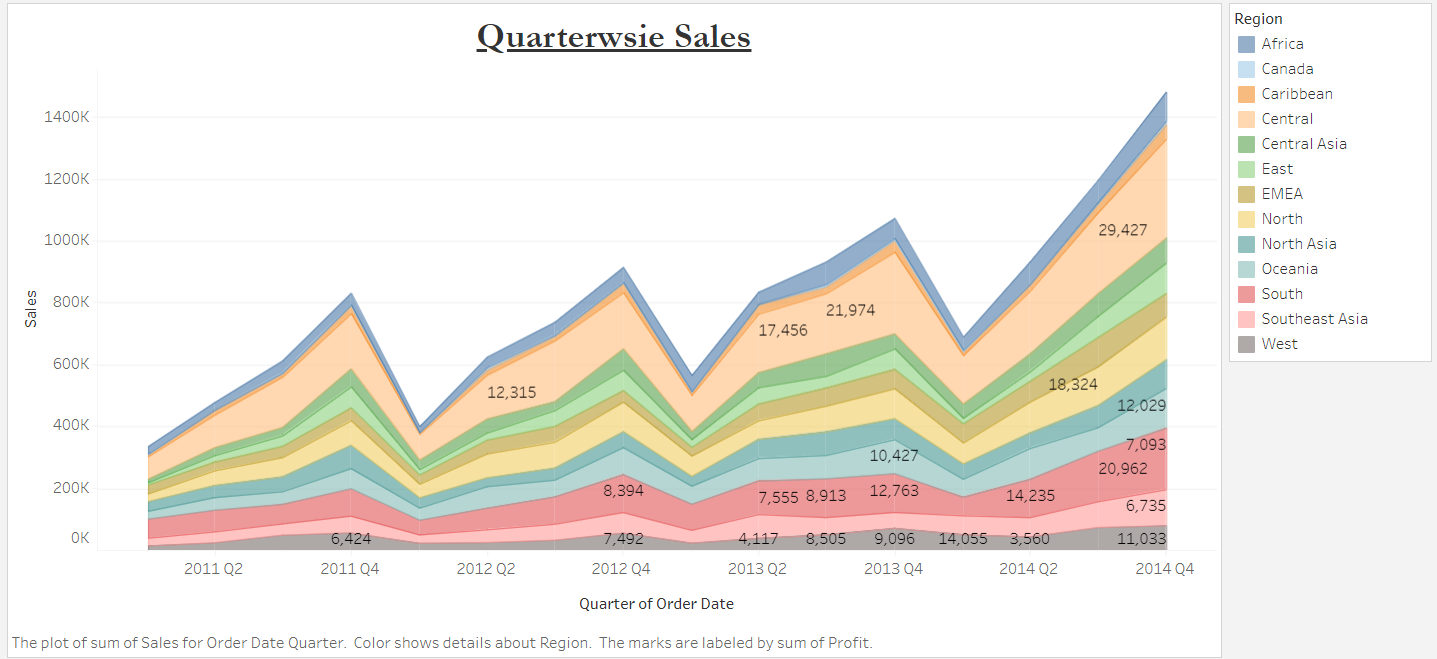 Quarterwsie Sales
Region
Africa
Canada
Caribbean
Central
Central Asia
East
EMEA
North
North Asia
Oceania
South
Southeast Asia
West
1400K
1200K
1000K
800K
600K
400K
200K
0K
Sales
29,427
21,974
17,456
12,315
18,324
12,029
7,093
10,427
20,962
8,394
7,555
8,913
12,763
14,235
6,735
6,424
7,492
4,117
8,505
9,096
14,055
3,560
11,033
2011 Q2
2011 Q4
2012 Q2
2012 Q4
2013 Q2
2013 Q4
2014 Q2
2014 Q4
Quarter of Order Date
The plot of sum of Sales for Order Date Quarter.  Color shows details about Region.  The marks are labeled by sum of Profit.